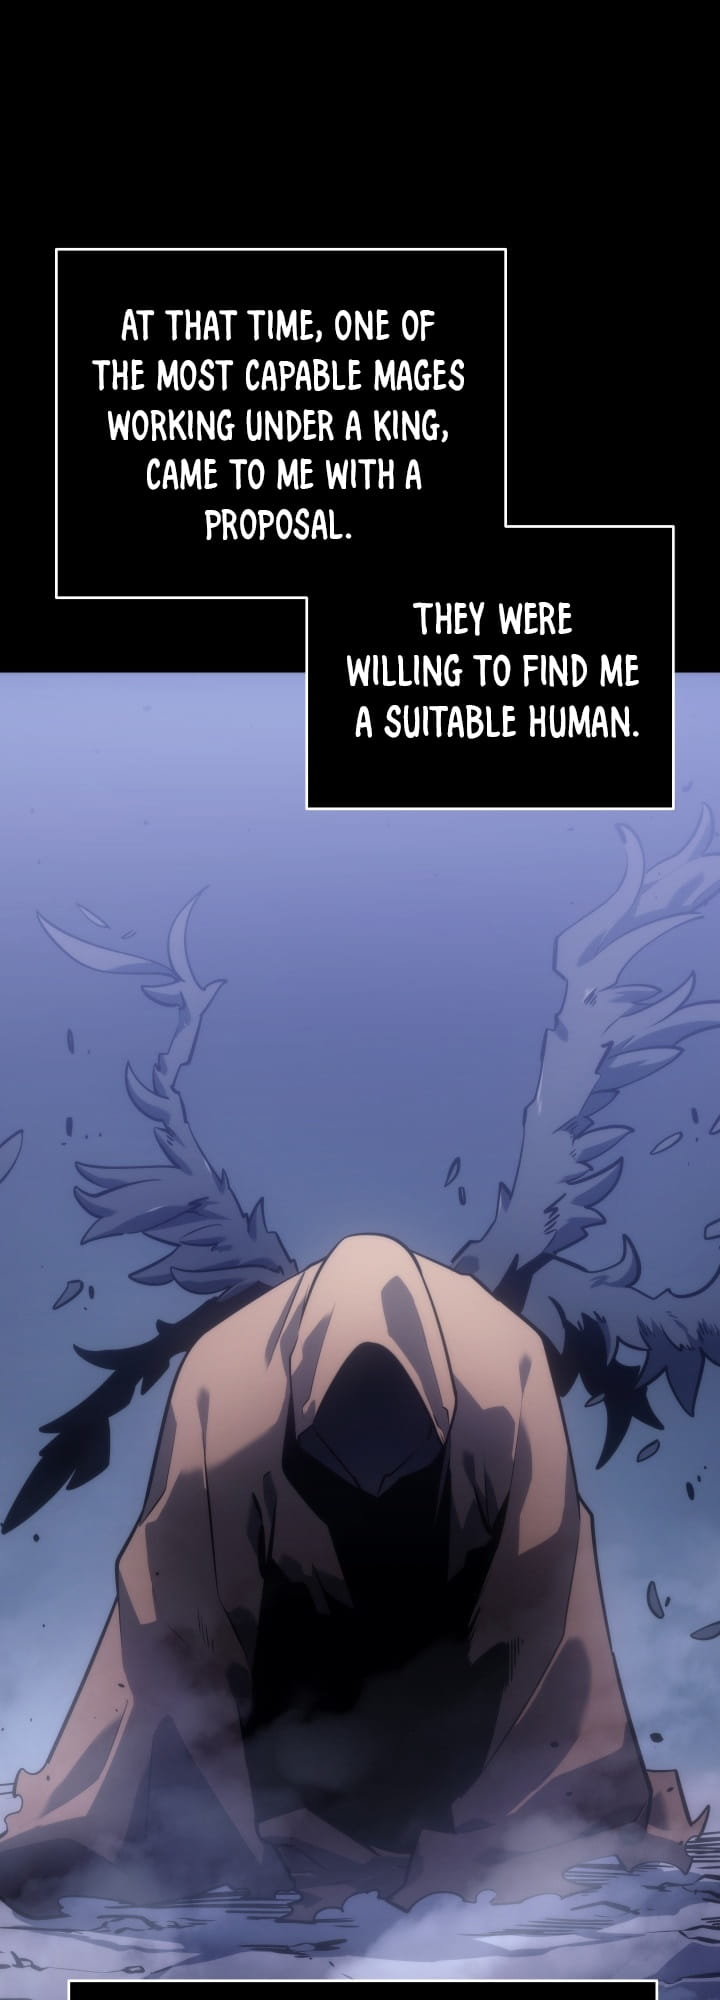 AT THAT TIME, ONE OF
THE MOST CAPABLE MAGES
WORKING UNDER A KING,
CAME TO ME WITH A
PROPOSAL.
THEY WERE
WILLING TO FIND ME
A SUITABLE HUMAN.